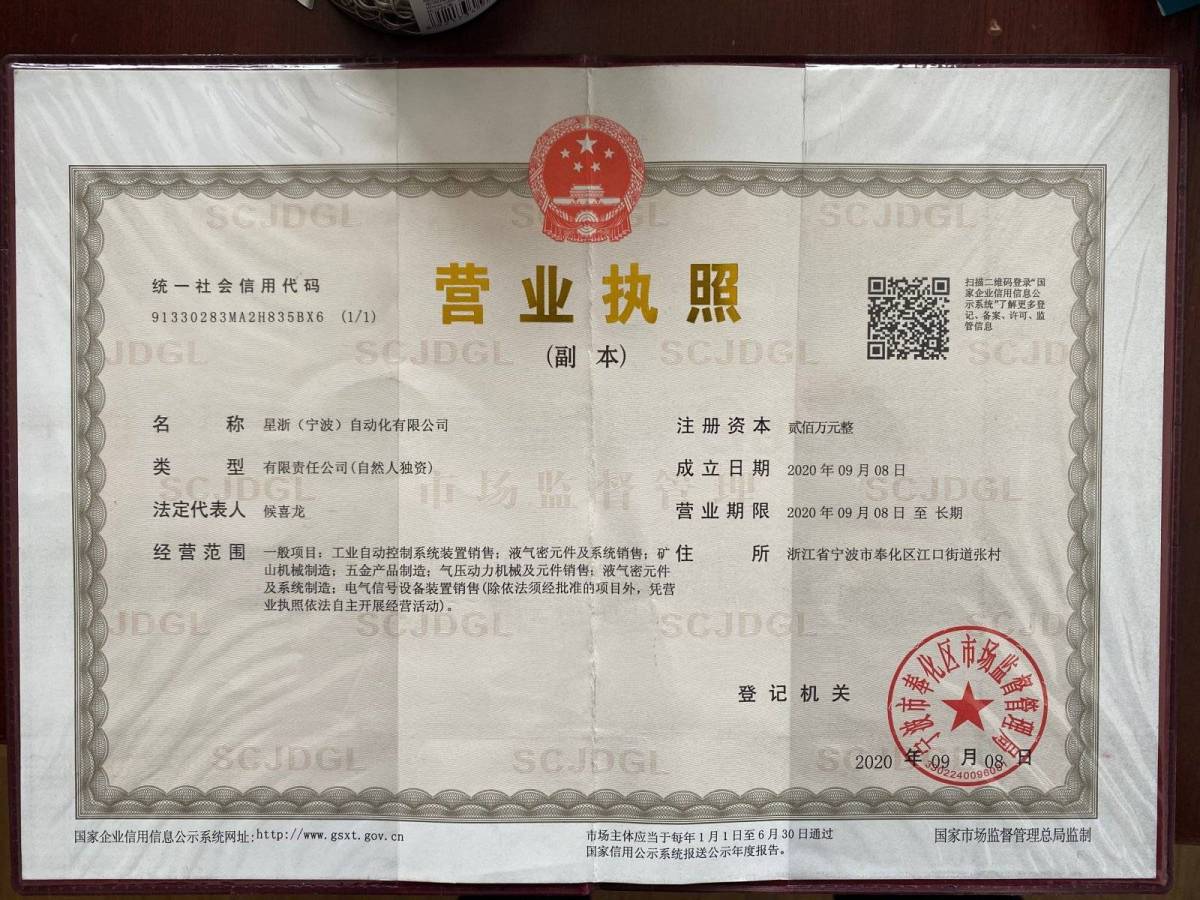 统一社会信用代码
91330283MA2H835BX6 (1/1)
营业执照
(副 本)
扫描二维码登录“国
家企业信用信息公
示系统”了解更多登
记、备案、许可、监
管信息
名 称 星浙（宁波）自动化有限公司
类 型 有限责任公司(自然人独资)
法定代表人 候喜龙
经营范围 一般项目：工业自动控制系统装置销售；液气密元件及系统销售；矿
山机械制造；五金产品制造；气压动力机械及元件销售；液气密元件
及系统制造；电气信号设备装置销售(除依法须经批准的项目外，凭营
业执照依法自主开展经营活动)。
注册资本 贰佰万元整
成立日期 2020年09月08日
营业期限 2020年09月08日 至 长期
住 所 浙江省宁波市奉化区江口街道张村
市场监督管理
SCJDGL
登记机关
宁波市奉化区市场监督管理局
2020 年 09 月 08 日
国家企业信用信息公示系统网址:http://www.gsxt.gov.cn
市场主体应当于每年1月1日至6月30日通过
国家信用公示系统报送公示年度报告。
国家市场监督管理总局监制